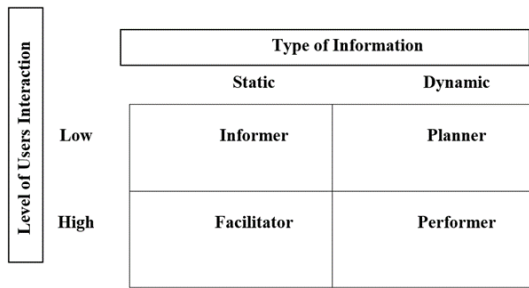 Level of Users Interaction
Type of Information
Static Dynamic
Low Informer Planner
High Facilitator Performer